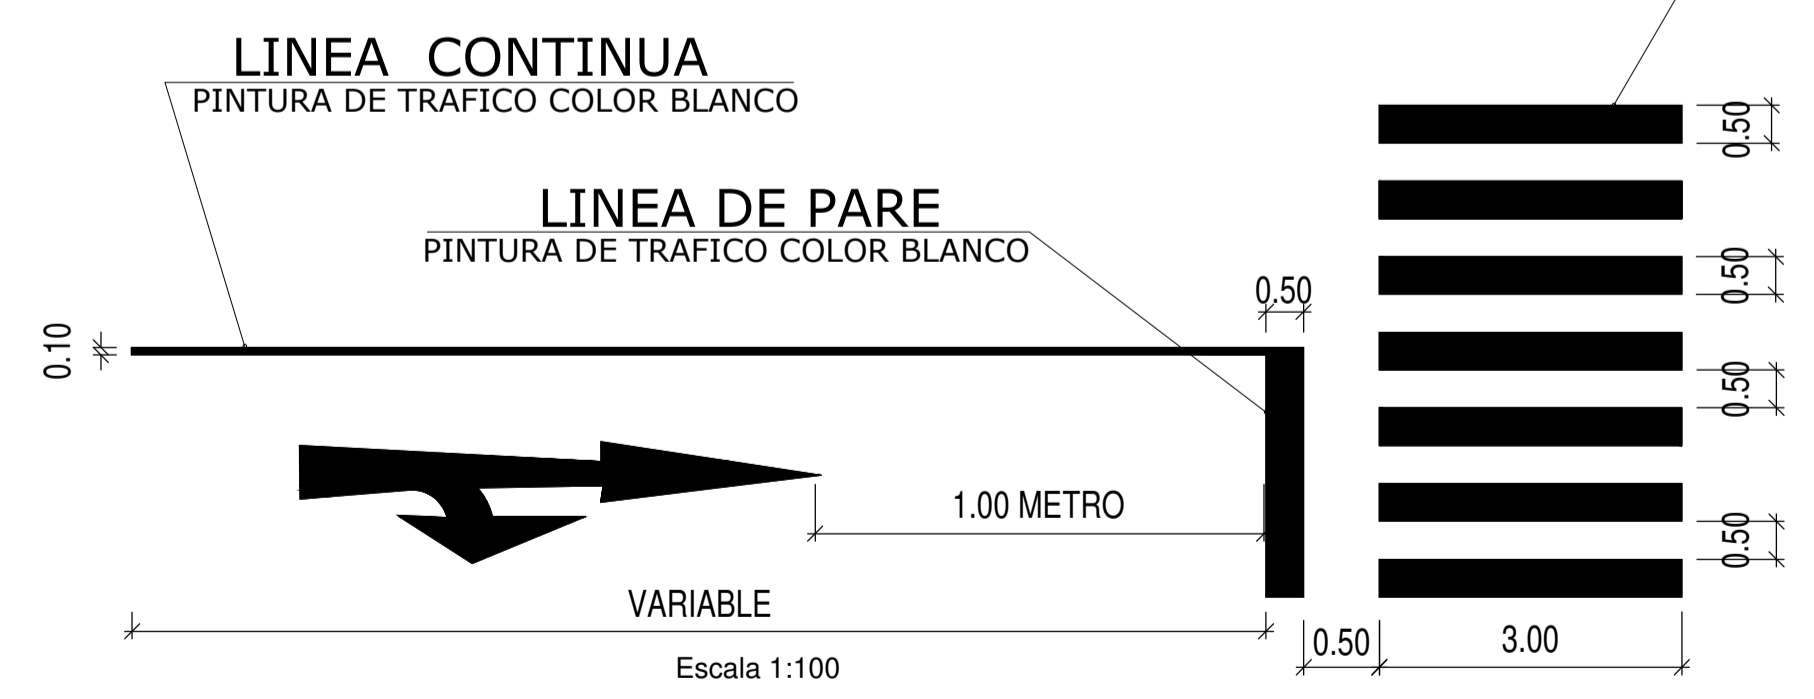 LINEA CONTINUA
PINTURA DE TRAFICO COLOR BLANCO
0.50
LINEA DE PARE
PINTURA DE TRAFICO COLOR BLANCO
0.50
0.50
0.10
0.50
1.00 METRO
0.50
VARIABLE
0.50
3.00
Escala 1:100